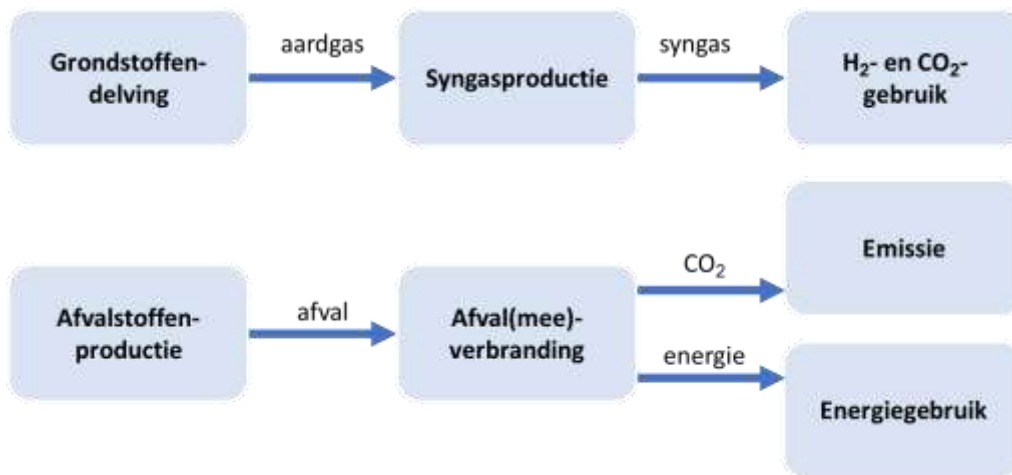 Grondstoffen-
delving
aardgas
Syngasproductie
syngas
H₂- en CO₂-
gebruik
Afvalstoffen-
productie
afval
Afval(mee)-
verbranding
CO₂
Emissie
energie
Energiegebruik